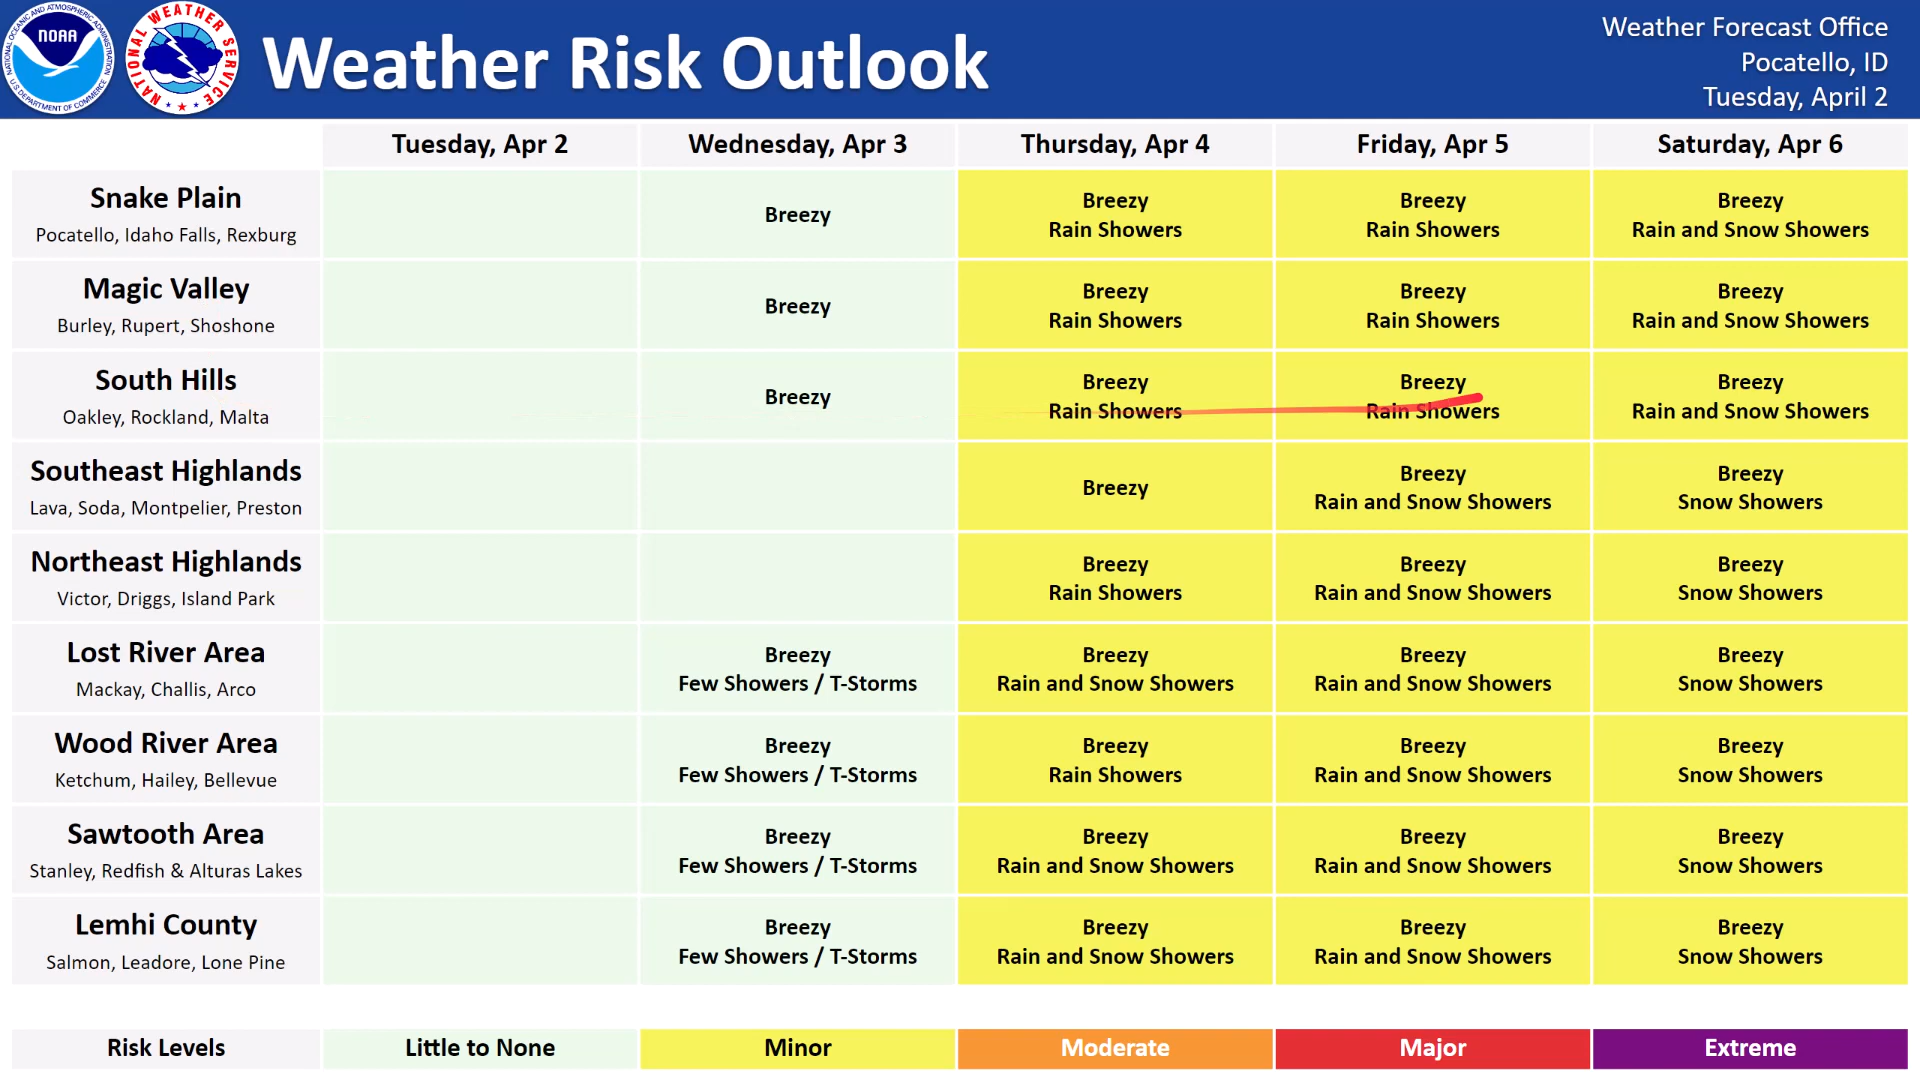 NOAA
NATIONAL OCEANIC AND ATMOSPHERIC ADMINISTRATION
U.S. DEPARTMENT OF COMMERCE
NATIONAL WEATHER SERVICE
Weather Risk Outlook
Weather Forecast Office
Pocatello, ID
Tuesday, April 2
Tuesday, Apr 2
Wednesday, Apr 3
Thursday, Apr 4
Friday, Apr 5
Saturday, Apr 6
Snake Plain
Pocatello, Idaho Falls, Rexburg
Breezy
Breezy
Rain Showers
Breezy
Rain Showers
Breezy
Rain and Snow Showers
Magic Valley
Burley, Rupert, Shoshone
Breezy
Breezy
Rain Showers
Breezy
Rain Showers
Breezy
Rain and Snow Showers
South Hills
Oakley, Rockland, Malta
Breezy
Breezy
Rain Showers
Breezy
Rain Showers
Breezy
Rain and Snow Showers
Southeast Highlands
Lava, Soda, Montpelier, Preston
Breezy
Breezy
Rain and Snow Showers
Breezy
Snow Showers
Northeast Highlands
Victor, Driggs, Island Park
Breezy
Rain Showers
Breezy
Rain and Snow Showers
Breezy
Snow Showers
Lost River Area
Mackay, Challis, Arco
Breezy
Few Showers / T-Storms
Breezy
Rain and Snow Showers
Breezy
Rain and Snow Showers
Breezy
Snow Showers
Wood River Area
Ketchum, Hailey, Bellevue
Breezy
Few Showers / T-Storms
Breezy
Rain Showers
Breezy
Rain and Snow Showers
Breezy
Snow Showers
Sawtooth Area
Stanley, Redfish & Alturas Lakes
Breezy
Few Showers / T-Storms
Breezy
Rain and Snow Showers
Breezy
Rain and Snow Showers
Breezy
Snow Showers
Lemhi County
Salmon, Leadore, Lone Pine
Breezy
Few Showers / T-Storms
Breezy
Rain and Snow Showers
Breezy
Rain and Snow Showers
Breezy
Snow Showers
Risk Levels
Little to None
Minor
Moderate
Major
Extreme